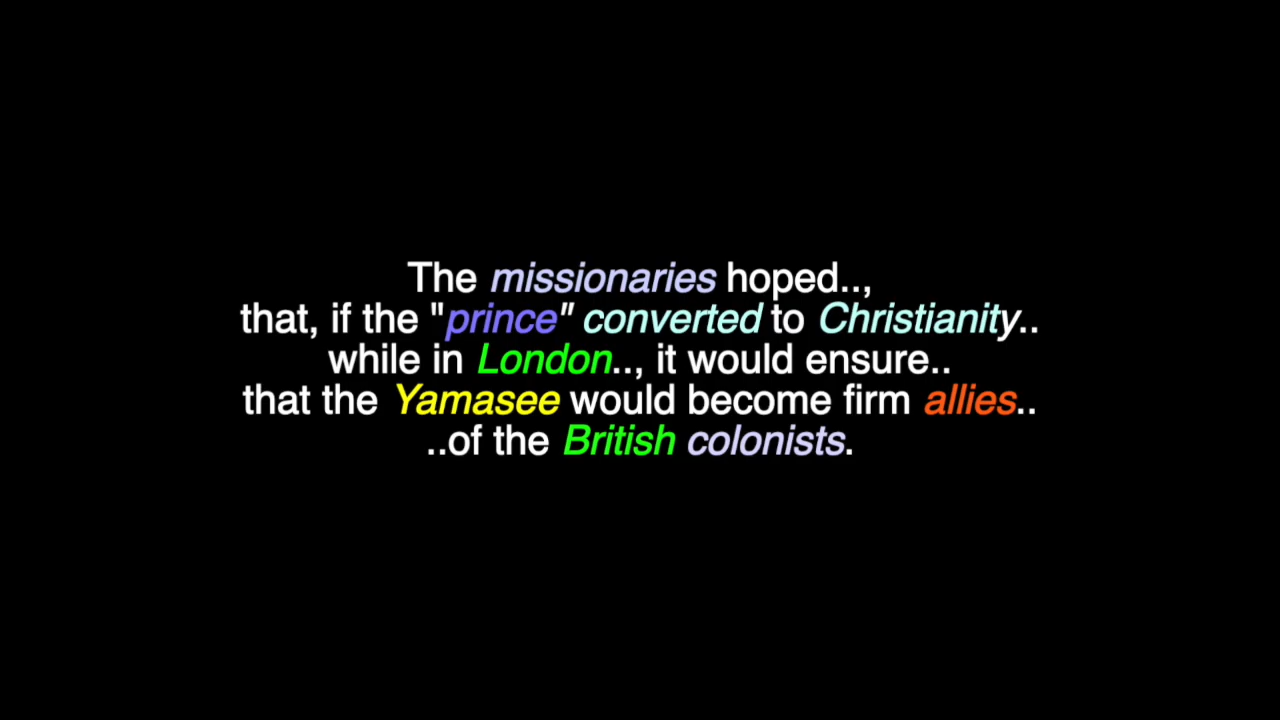 The missionaries hoped..,
that, if the "prince" converted to Christianity..
while in London.., it would ensure..
that the Yamasee would become firm allies..
..of the British colonists.